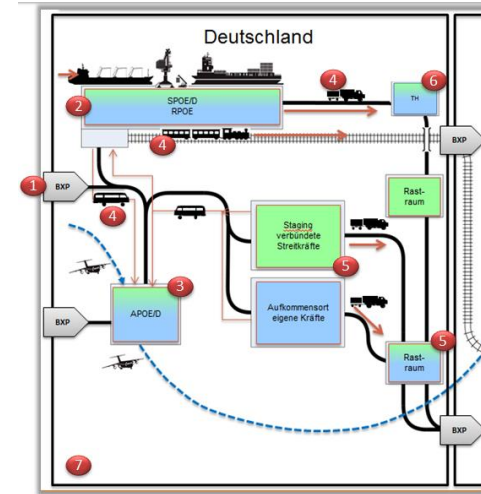 Deutschland
4
6
2
SPOE/D
RPOE
TH
4
BXP
1
BXP
4
Rast-
raum
Staging
verbündete
Streitkräfte
3
5
APOE/D
Aufkommensort
eigene Kräfte
BXP
5
Rast-
raum
BXP
7